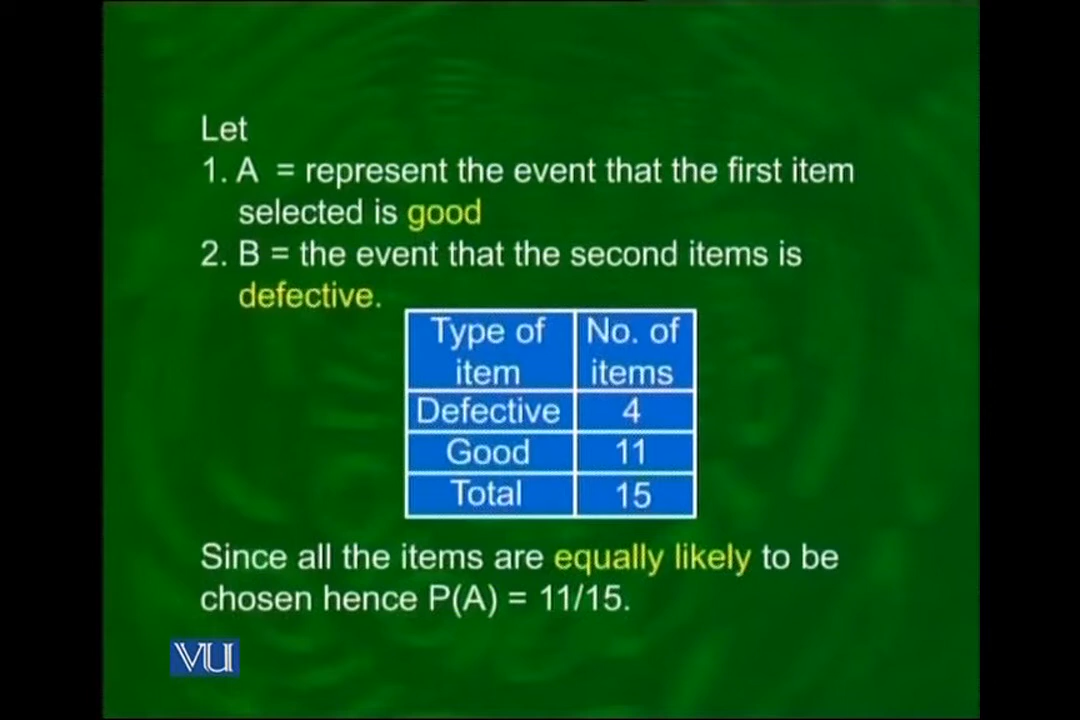 Let
1. A = represent the event that the first item
selected is good
2. B = the event that the second items is
defective.
Type of No. of
item items
Defective 4
Good 11
Total 15
Since all the items are equally likely to be
chosen hence P(A) = 11/15.
VU